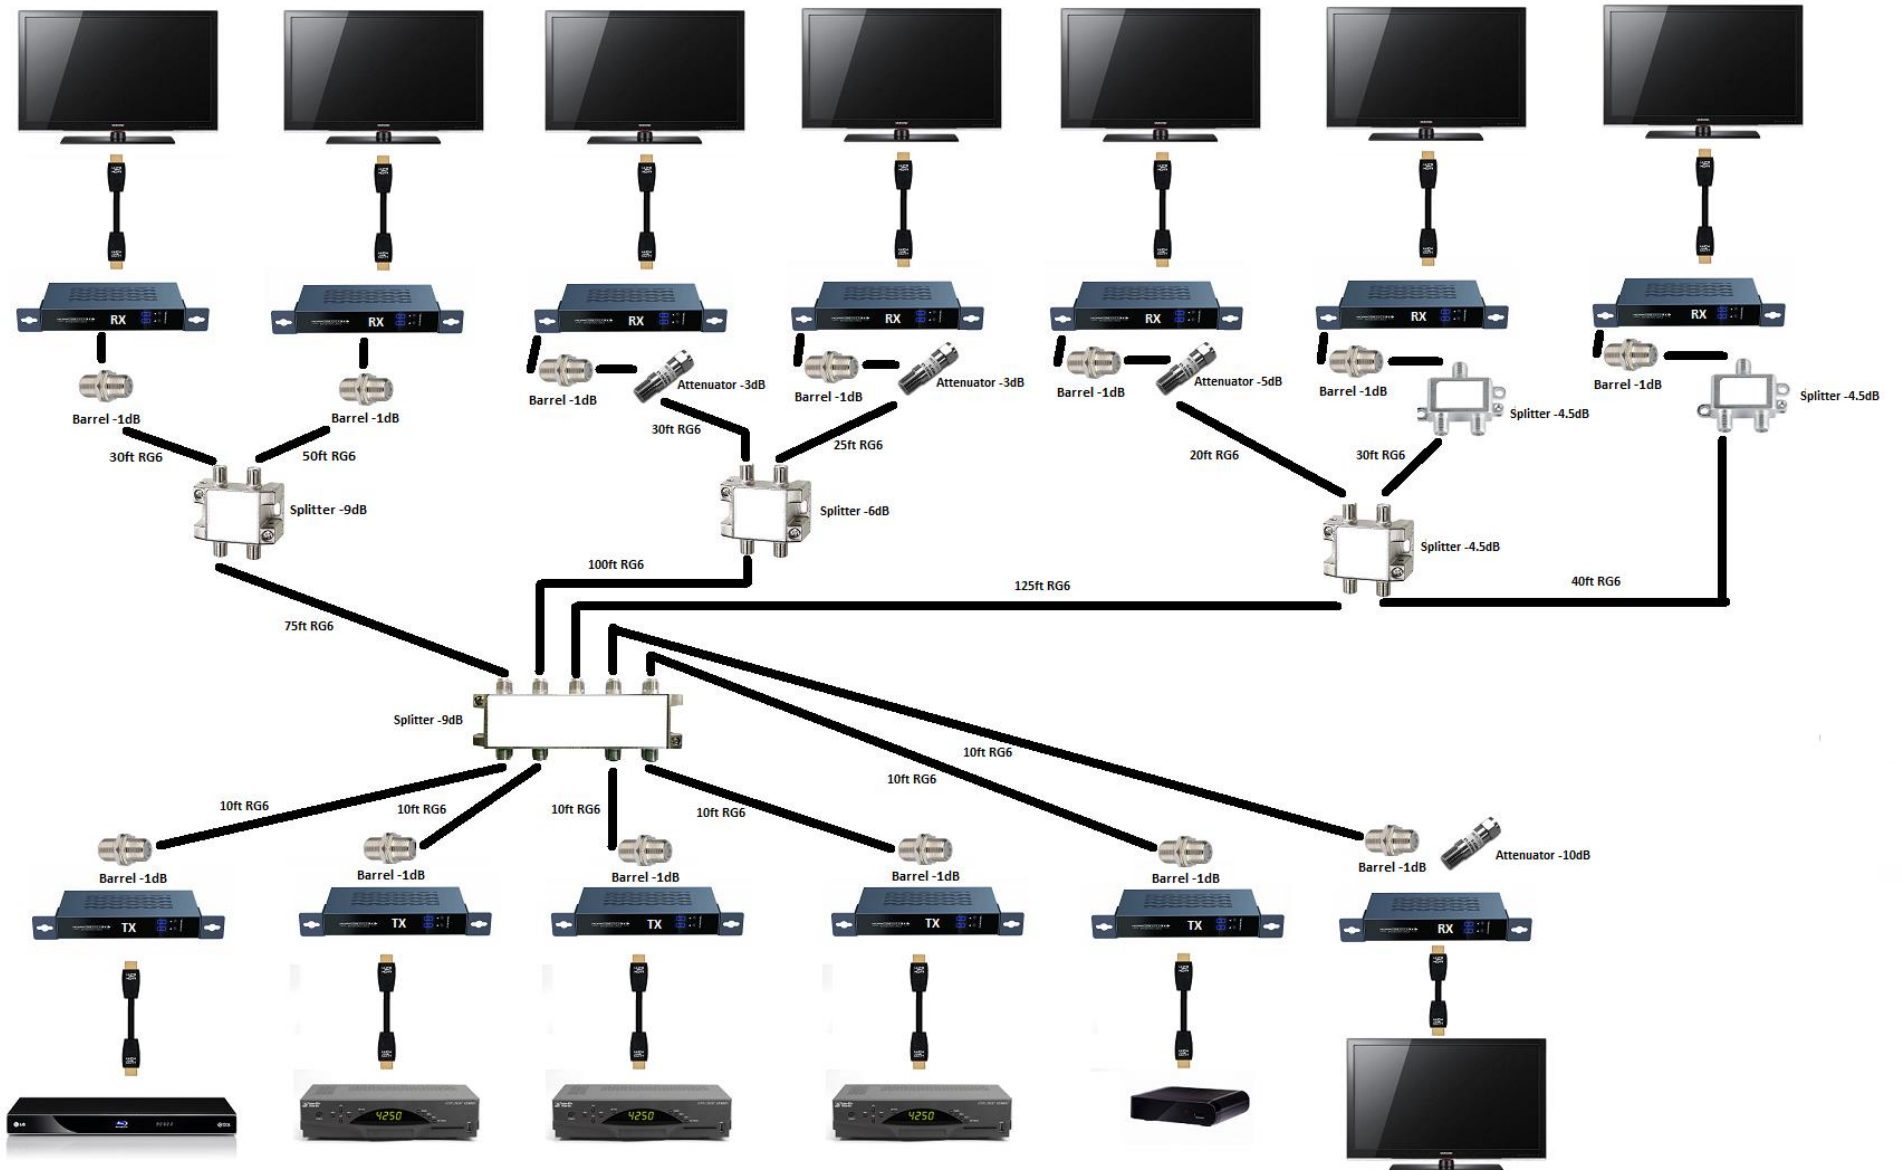 RX
RX
RX
RX
RX
RX
RX
Barrel -1dB
Barrel -1dB
Barrel -1dB
Attenuator -3dB
Barrel -1dB
Attenuator -3dB
Barrel -1dB
Attenuator -5dB
Barrel -1dB
Splitter -4.5dB
Barrel -1dB
Splitter -4.5dB
30ft RG6
50ft RG6
30ft RG6
25ft RG6
20ft RG6
30ft RG6
Splitter -9dB
Splitter -6dB
Splitter -4.5dB
100ft RG6
125ft RG6
40ft RG6
75ft RG6
Splitter -9dB
10ft RG6
10ft RG6
10ft RG6
10ft RG6
10ft RG6
10ft RG6
Barrel -1dB
Barrel -1dB
Barrel -1dB
Barrel -1dB
Barrel -1dB
Barrel -1dB
Attenuator -10dB
TX
TX
TX
TX
TX
RX
LG
4250
4250
4250